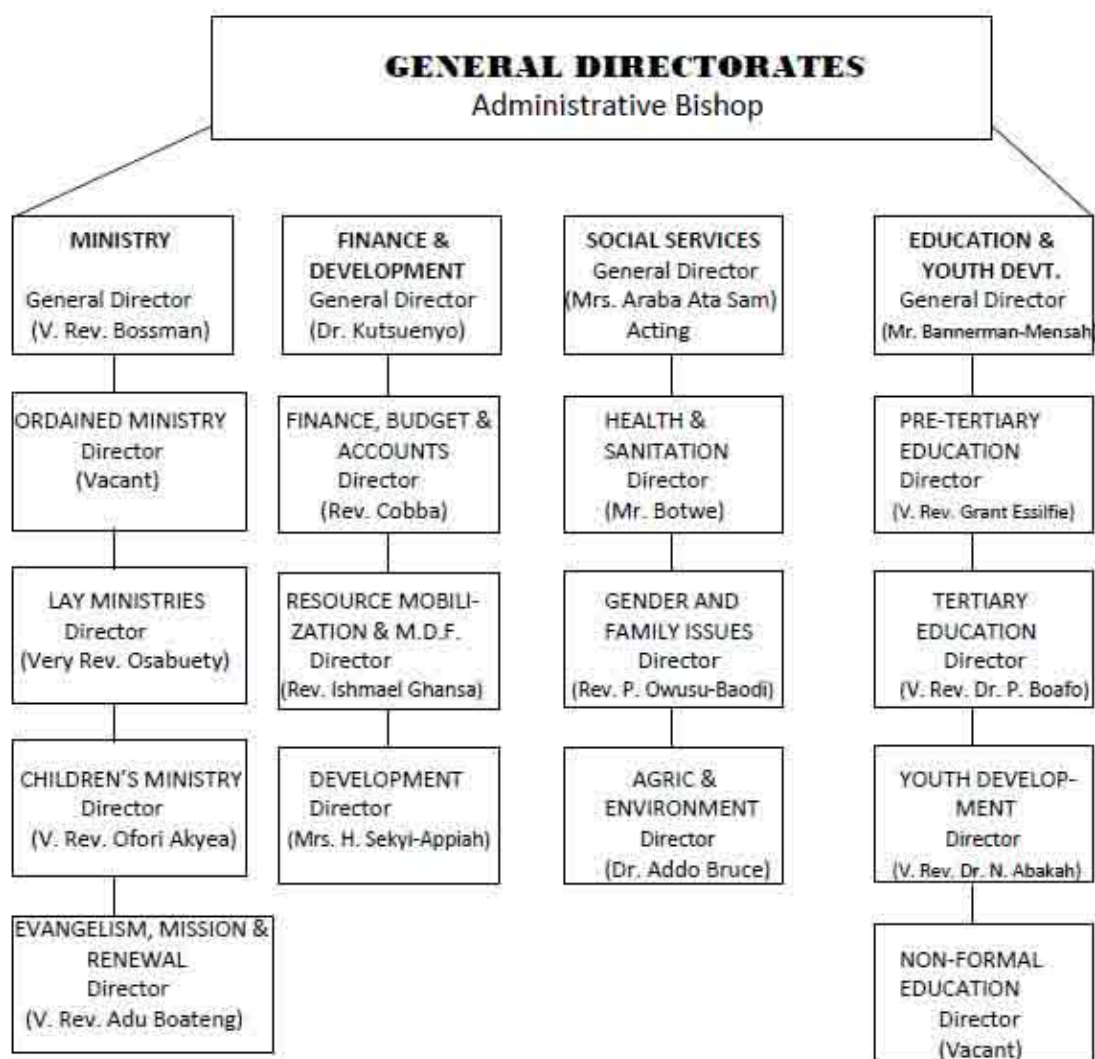 GENERAL DIRECTORATES
Administrative Bishop
MINISTRY
General Director
(V. Rev. Bossman)
ORDAINED MINISTRY
Director
(Vacant)
LAY MINISTRIES
Director
(Very Rev. Osabuety)
CHILDREN'S MINISTRY
Director
(V. Rev. Ofori Akyea)
EVANGELISM, MISSION &
RENEWAL
Director
(V. Rev. Adu Boateng)
FINANCE &
DEVELOPMENT
General Director
(Dr. Kutsuenyo)
FINANCE, BUDGET &
ACCOUNTS
Director
(Rev. Cobba)
RESOURCE MOBILI-
ZATION & M.D.F.
Director
(Rev. Ishmael Ghansa)
DEVELOPMENT
Director
(Mrs. H. Sekyi-Appiah)
SOCIAL SERVICES
General Director
(Mrs. Araba Ata Sam)
Acting
HEALTH &
SANITATION
Director
(Mr. Botwe)
GENDER AND
FAMILY ISSUES
Director
(Rev. P. Owusu-Baodi)
AGRIC &
ENVIRONMENT
Director
(Dr. Addo Bruce)
EDUCATION &
YOUTH DEVT.
General Director
(Mr. Bannerman-Mensah)
PRE-TERTIARY
EDUCATION
Director
(V. Rev. Grant Essilfie)
TERTIARY
EDUCATION
Director
(V. Rev. Dr. P. Boafo)
YOUTH DEVELOP-
MENT
Director
(V. Rev. Dr. N. Abakah)
NON-FORMAL
EDUCATION
Director
(Vacant)